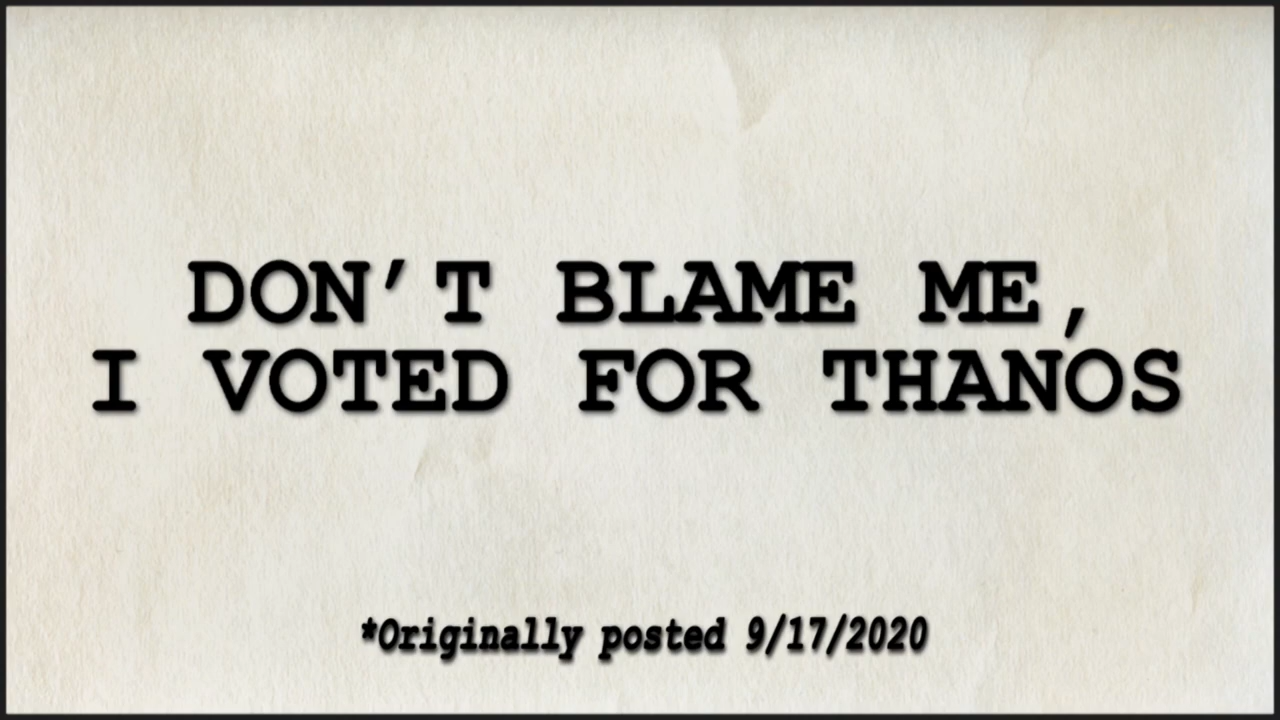 DON'T BLAME ME,
I VOTED FOR THANOS
*Originally posted 9/17/2020